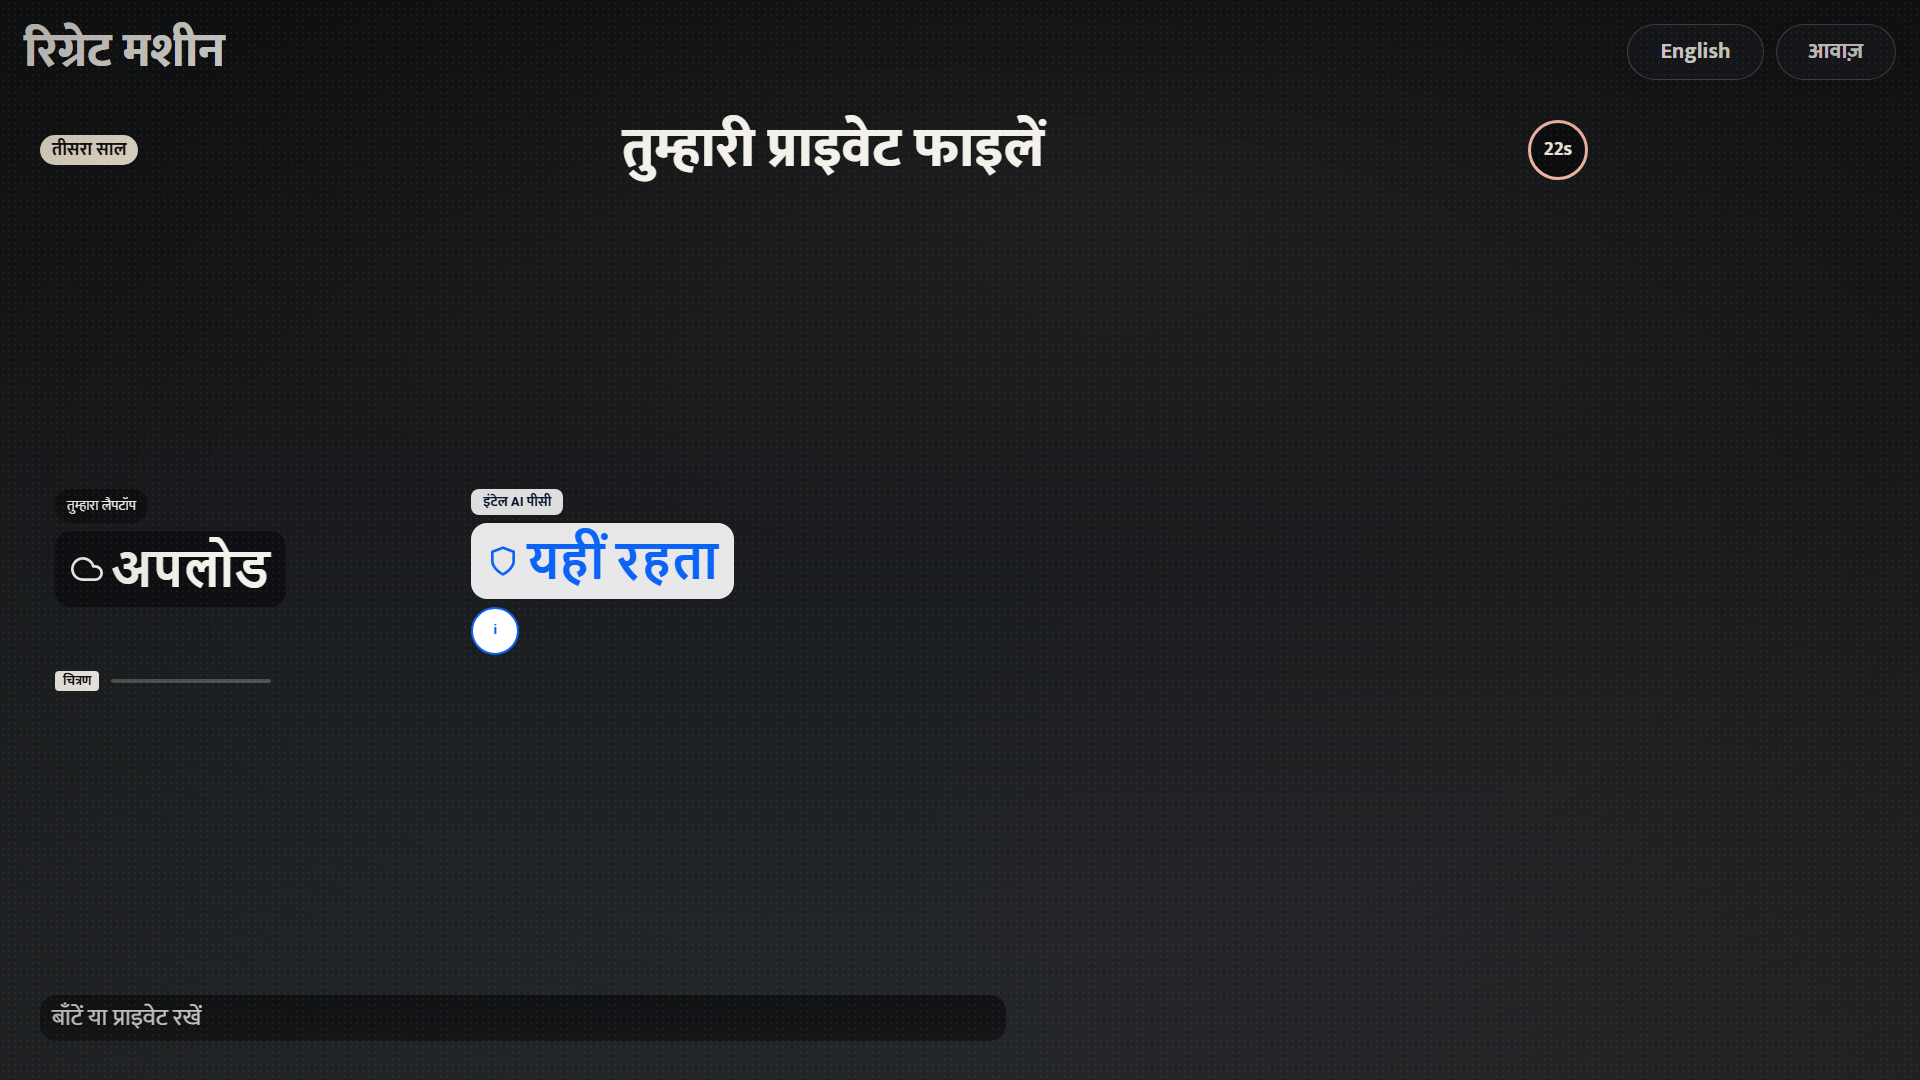 रिग्रेट मशीन
English
आवाज़
तीसरा साल
तुम्हारी प्राइवेट फाइलें
22s
तुम्हारा लैपटॉप
अपलोड
इंटेल AI पीसी
यहीं रहता
i
चित्रण
बाँटें या प्राइवेट रखें